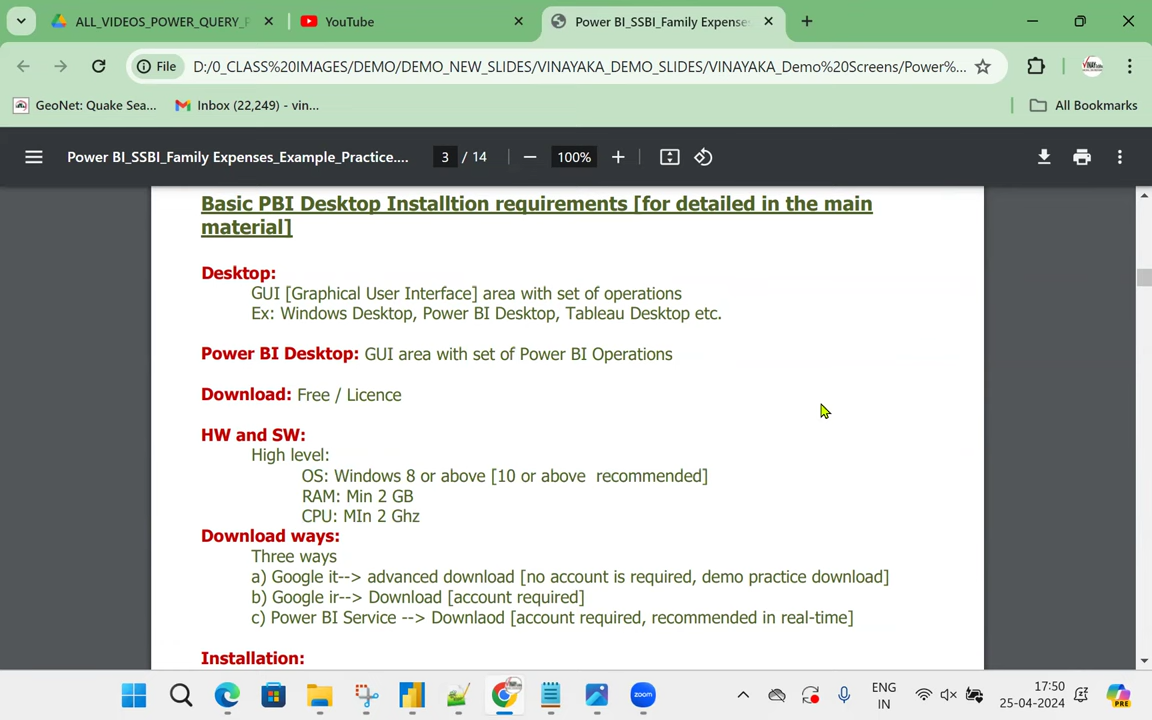 ALL_VIDEOS_POWER_QUERY_P
YouTube
Power BI_SSBI_Family Expenses
File
D:/0_CLASS%20IMAGES/DEMO/DEMO_NEW_SLIDES/VINAYAKA_DEMO_SLIDES/VINAYAKA_Demo%20Screens/Power%...
GeoNet: Quake Sea...
Inbox (22,249) - vin...
All Bookmarks
Power BI_SSBI_Family Expenses_Example_Practice....
3 / 14
100%
Basic PBI Desktop Installtion requirements [for detailed in the main
material]
Desktop:
GUI [Graphical User Interface] area with set of operations
Ex: Windows Desktop, Power BI Desktop, Tableau Desktop etc.
Power BI Desktop: GUI area with set of Power BI Operations
Download: Free / Licence
HW and SW:
High level:
OS: Windows 8 or above [10 or above recommended]
RAM: Min 2 GB
CPU: MIn 2 Ghz
Download ways:
Three ways
a) Google it--> advanced download [no account is required, demo practice download]
b) Google ir--> Download [account required]
c) Power BI Service --> Downlaod [account required, recommended in real-time]
Installation:
zoom
ENG
IN
17:50
25-04-2024
PRE